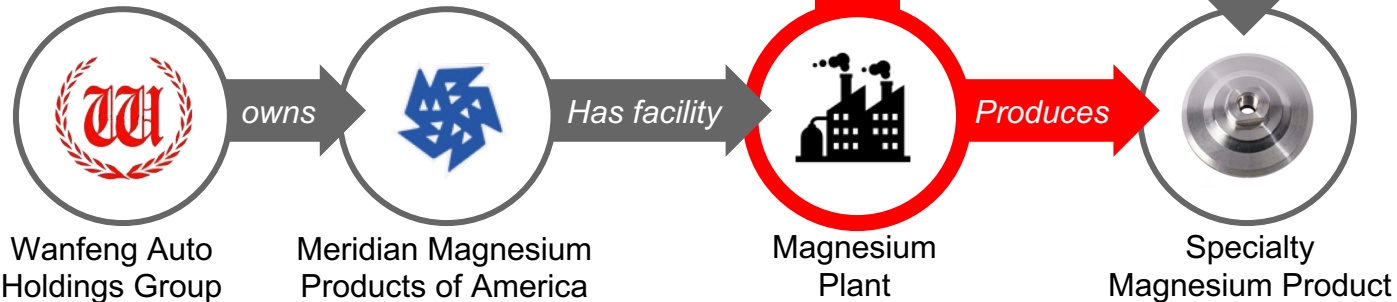 W
owns
Has facility
Produces
Wanfeng Auto
Holdings Group
Meridian Magnesium
Products of America
Magnesium
Plant
Specialty
Magnesium Product